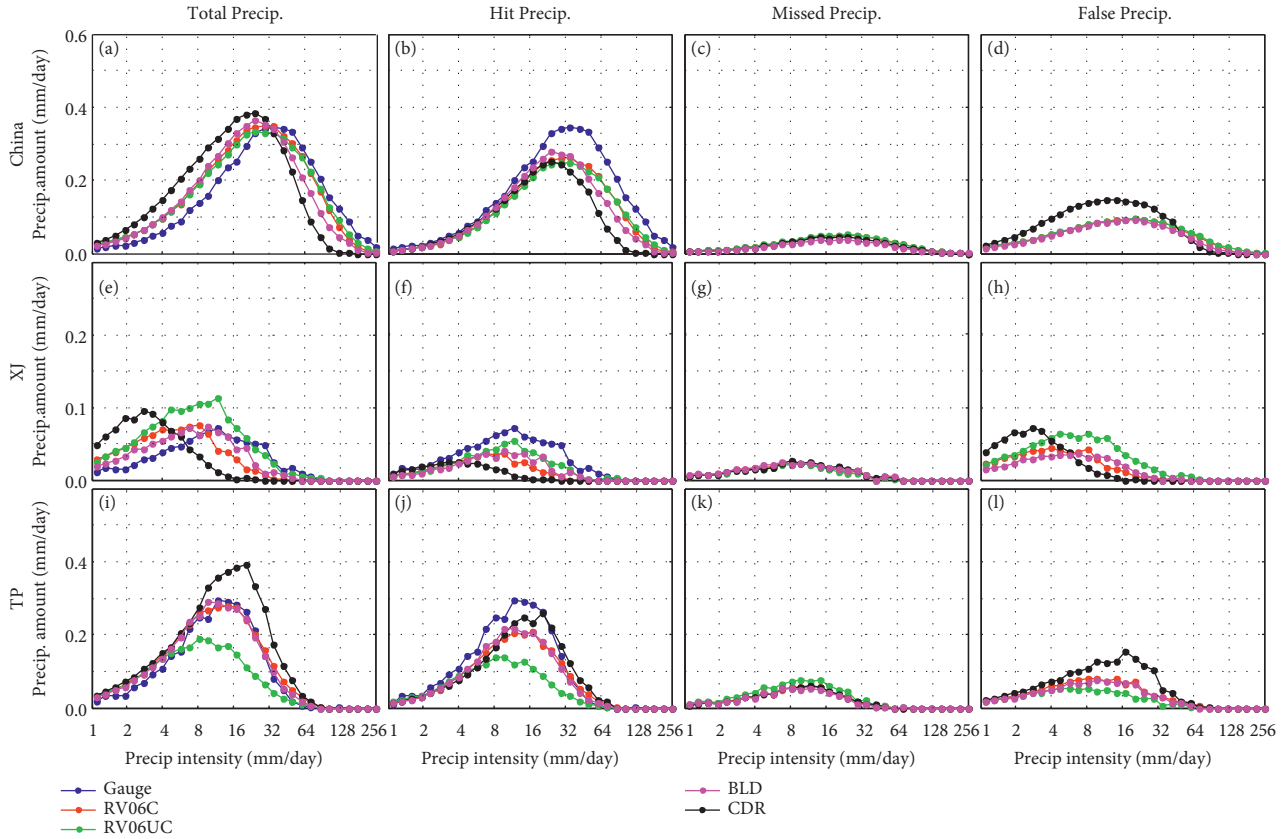 Total Precip. Hit Precip. Missed Precip. False Precip.
China
Precip.amount (mm/day)
0.6
0.4
0.2
0.0
(a) (b) (c) (d)
XJ
Precip.amount (mm/day)
0.2
0.1
0.0
(e) (f) (g) (h)
TP
Precip. amount (mm/day)
0.4
0.2
0.0
(i) (j) (k) (l)
1 2 4 8 16 32 64 128 256 1 2 4 8 16 32 64 128 256 1 2 4 8 16 32 64 128 256 1 2 4 8 16 32 64 128 256
Precip intensity (mm/day) Precip intensity (mm/day) Precip intensity (mm/day) Precip intensity (mm/day)
Gauge
RV06C
RV06UC
BLD
CDR